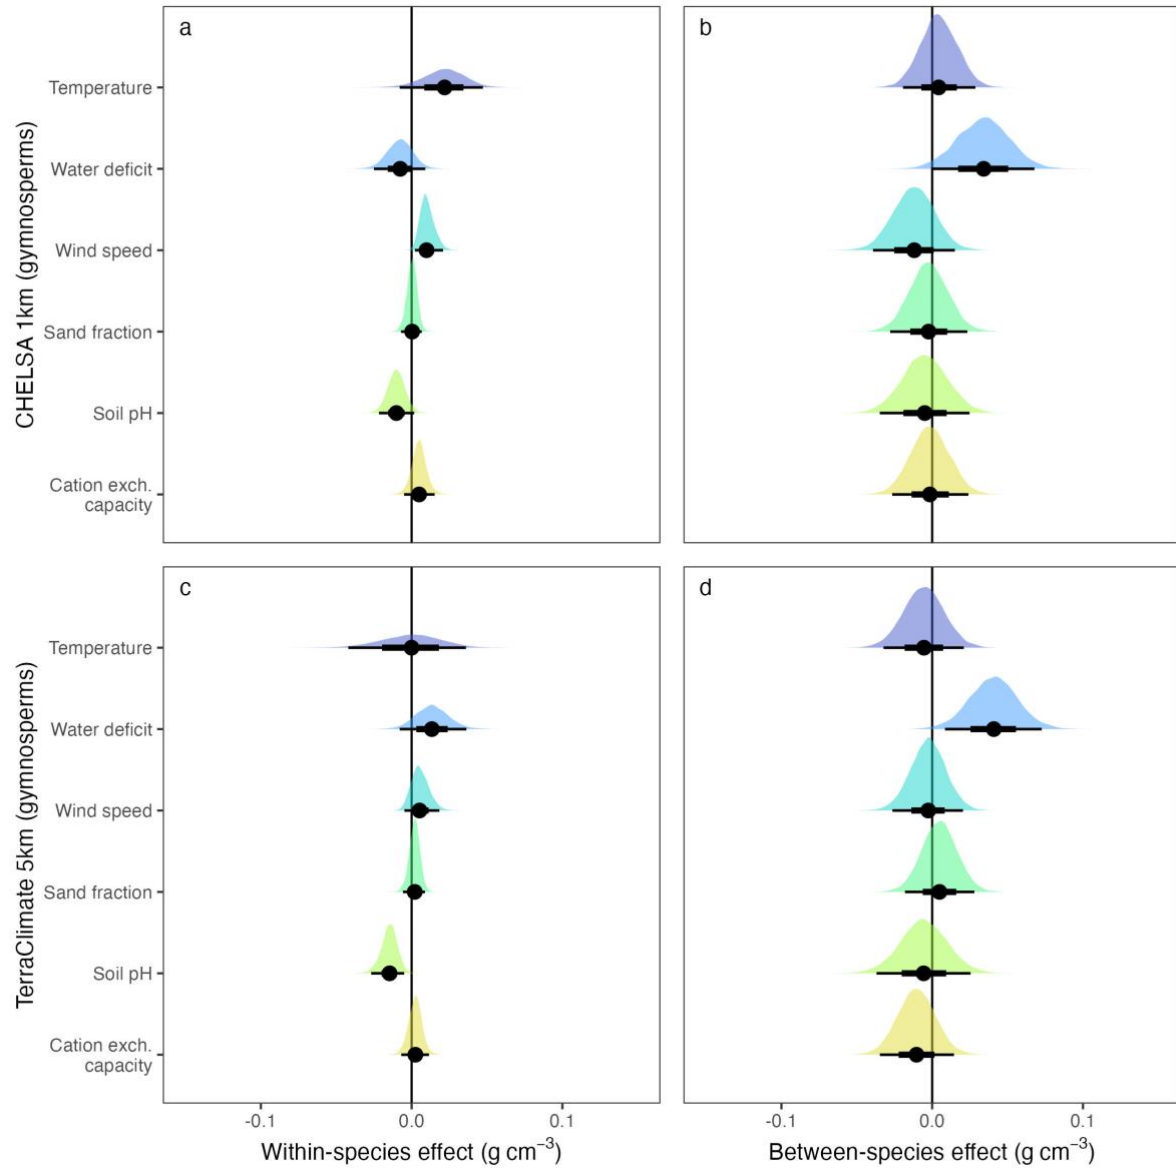 a
b
CHELSA 1km (gymnosperms)
Temperature
Water deficit
Wind speed
Sand fraction
Soil pH
Cation exch.
capacity
c
d
TerraClimate 5km (gymnosperms)
Temperature
Water deficit
Wind speed
Sand fraction
Soil pH
Cation exch.
capacity
-0.1 0.0 0.1
-0.1 0.0 0.1
Within-species effect (g cm⁻³)
Between-species effect (g cm⁻³)